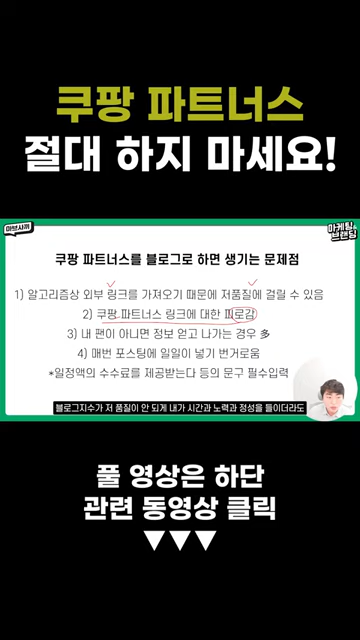 쿠팡 파트너스
절대 하지 마세요!
아보사까
마케팅&
브랜딩
쿠팡 파트너스를 블로그로 하면 생기는 문제점
1) 알고리즘상 외부 링크를 가져오기 때문에 저품질에 걸릴 수 있음
2) 쿠팡 파트너스 링크에 대한 피로감
3) 내 팬이 아니면 정보 얻고 나가는 경우 多
4) 매번 포스팅에 일일이 넣기 번거로움
*일정액의 수수료를 제공받는다 등의 문구 필수입력
블로그지수가 저 품질이 안 되게 내가 시간과 노력과 정성을 들이더라도
풀 영상은 하단
관련 동영상 클릭
▼▼▼